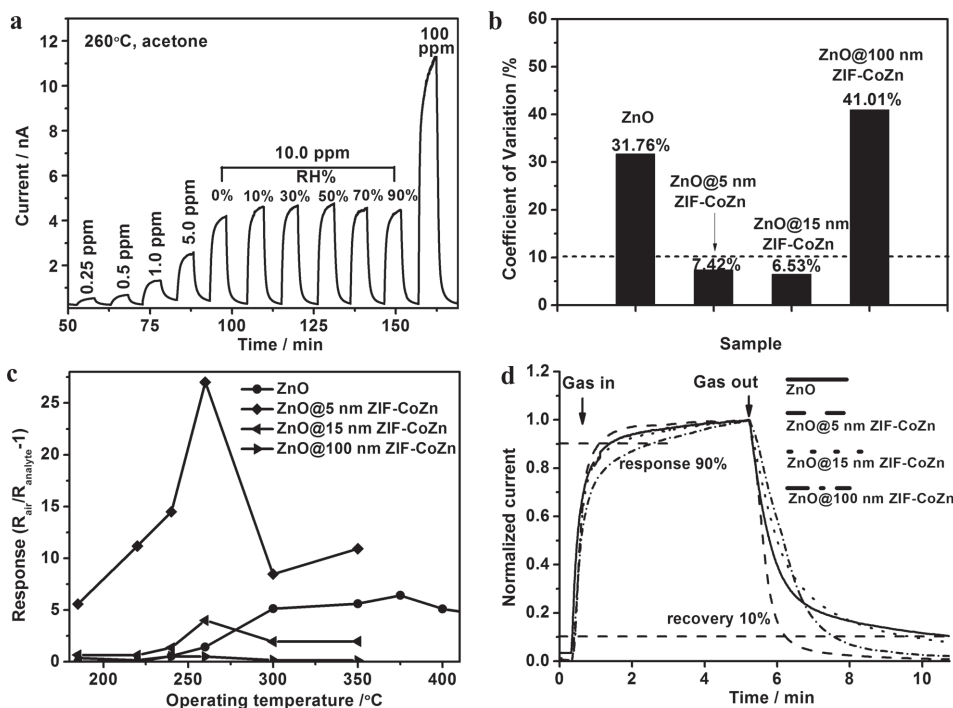 a
260°C, acetone
100
ppm
10.0 ppm
RH%
0% 10% 30% 50% 70% 90%
0.25 ppm
0.5 ppm
1.0 ppm
5.0 ppm
12
10
8
6
4
2
Current / nA
50 75 100 125 150
Time / min
b
60
50
40
30
20
10
0
Coefficient of Variation /%
ZnO
31.76%
ZnO@5 nm
ZIF-CoZn
7.42%
ZnO@15 nm
ZIF-CoZn
6.53%
ZnO@100 nm
ZIF-CoZn
41.01%
Sample
c
ZnO
ZnO@5 nm ZIF-CoZn
ZnO@15 nm ZIF-CoZn
ZnO@100 nm ZIF-CoZn
25
20
15
10
5
0
Response (Rair/Ranalyte-1)
200 250 300 350 400
Operating temperature /°C
d
Gas in
Gas out
ZnO
ZnO@5 nm ZIF-CoZn
ZnO@15 nm ZIF-CoZn
ZnO@100 nm ZIF-CoZn
response 90%
recovery 10%
1.2
1.0
0.8
0.6
0.4
0.2
0.0
Normalized current
0 2 4 6 8 10
Time / min